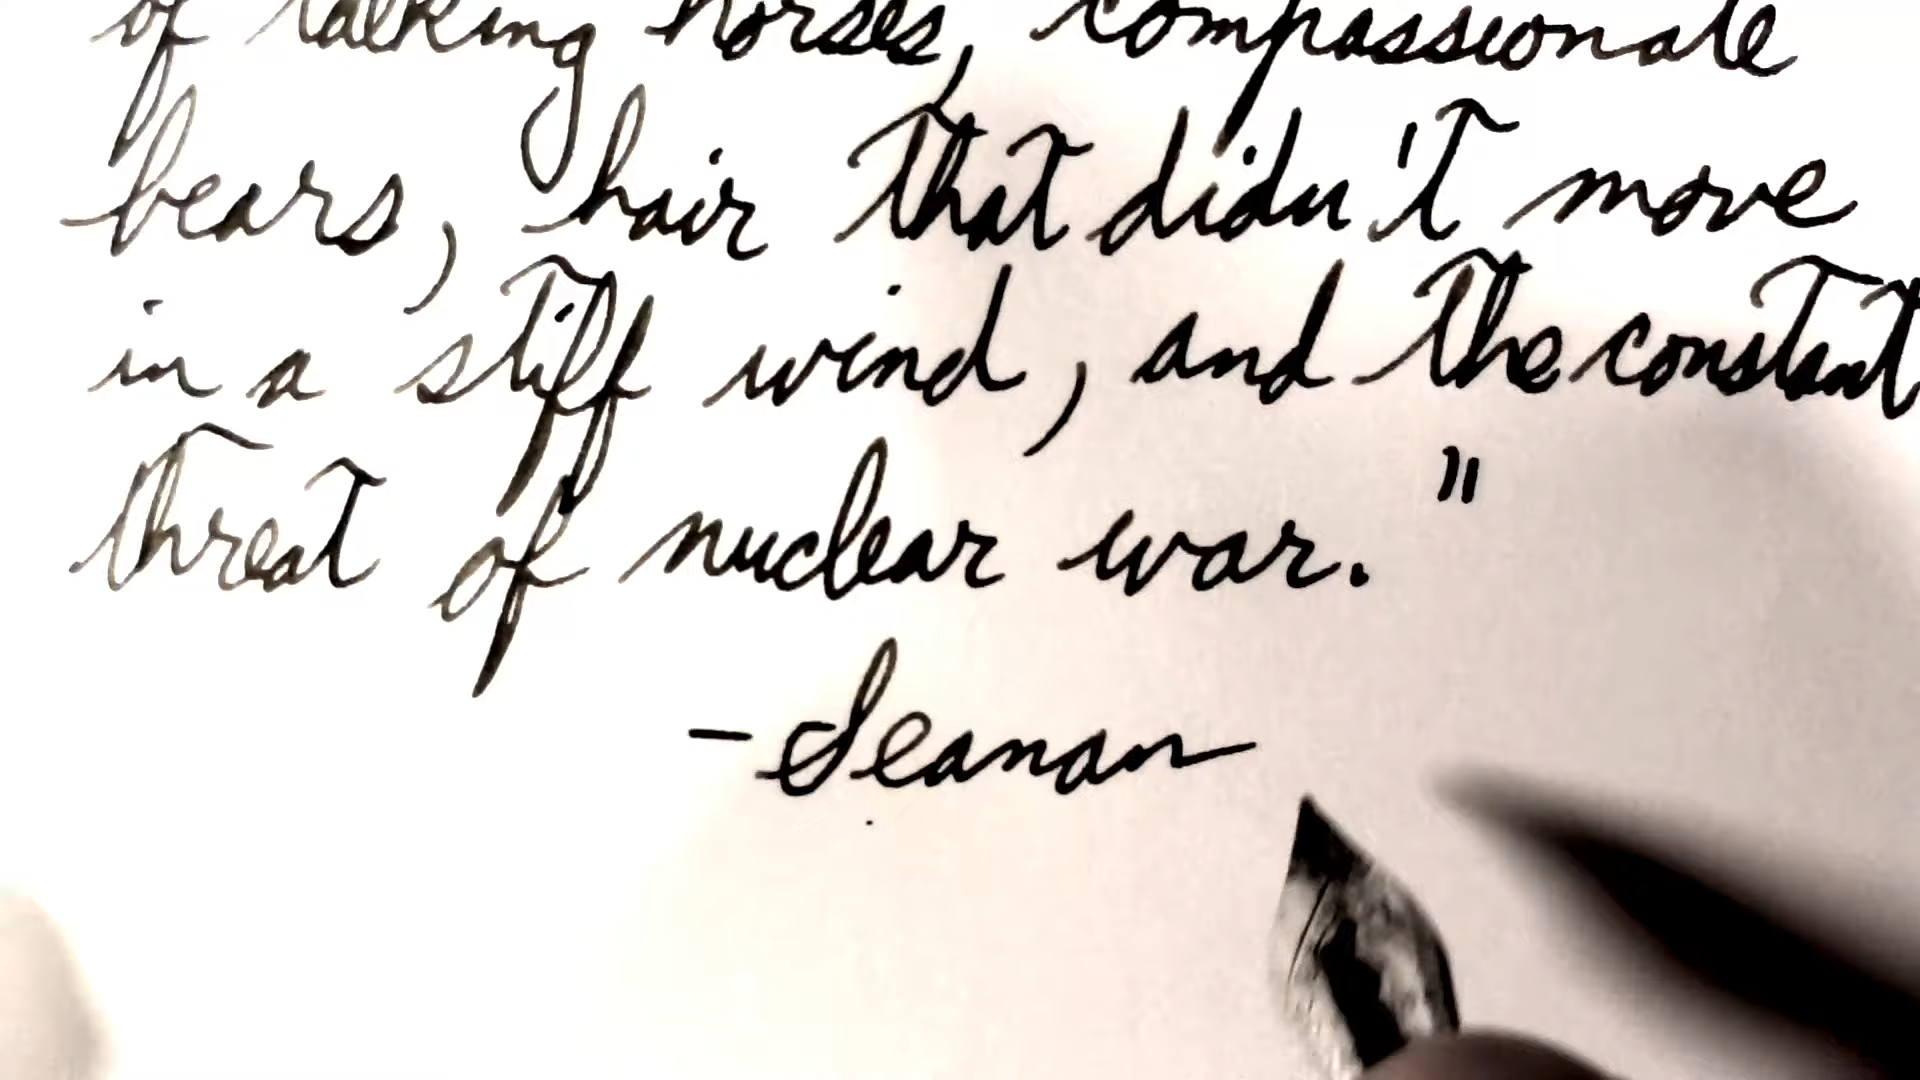 of talking horses, compassionate
bears, hair that didn't move
in a stiff wind, and the constant
threat of nuclear war."
- Seanan